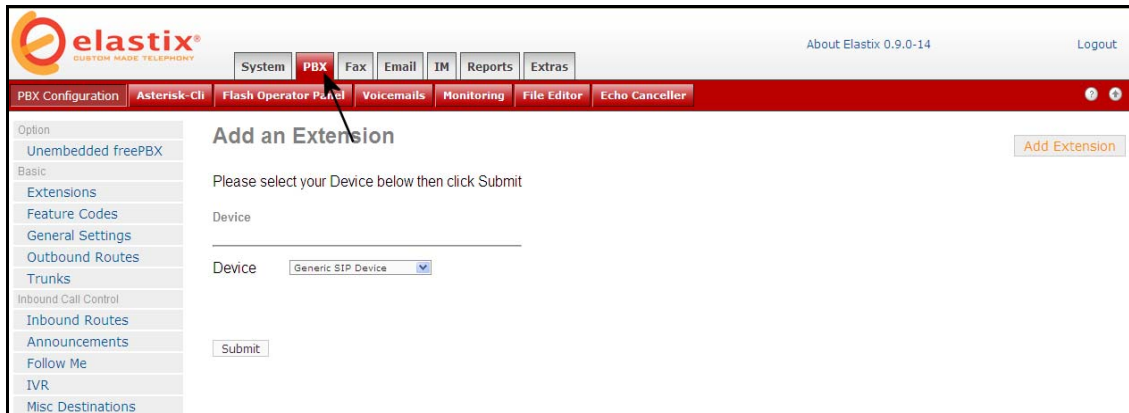 elastix®
CUSTOM MADE TELEPHONY
About Elastix 0.9.0-14
Logout
System PBX Fax Email IM Reports Extras
PBX Configuration Asterisk-Cli Flash Operator Panel Voicemails Monitoring File Editor Echo Canceller
Option
Unembedded freePBX
Basic
Extensions
Feature Codes
General Settings
Outbound Routes
Trunks
Inbound Call Control
Inbound Routes
Announcements
Follow Me
IVR
Misc Destinations
Add an Extension
Add Extension
Please select your Device below then click Submit
Device
Device Generic SIP Device
Submit